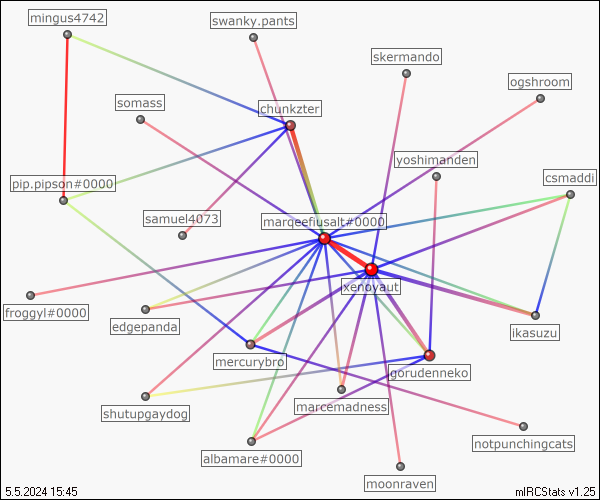 mingus4742
swanky.pants
skermando
ogshroom
somass
chunkzter
yoshimanden
pip.pipson#0000
csmaddi
samuel4073
marqeefiusalt#0000
xenoyaut
froggyl#0000
edgepanda
ikasuzu
mercurybro
gorudenneko
shutupgaydog
marcemadness
notpunchingcats
albamare#0000
moonraven
5.5.2024 15:45
mIRCStats v1.25